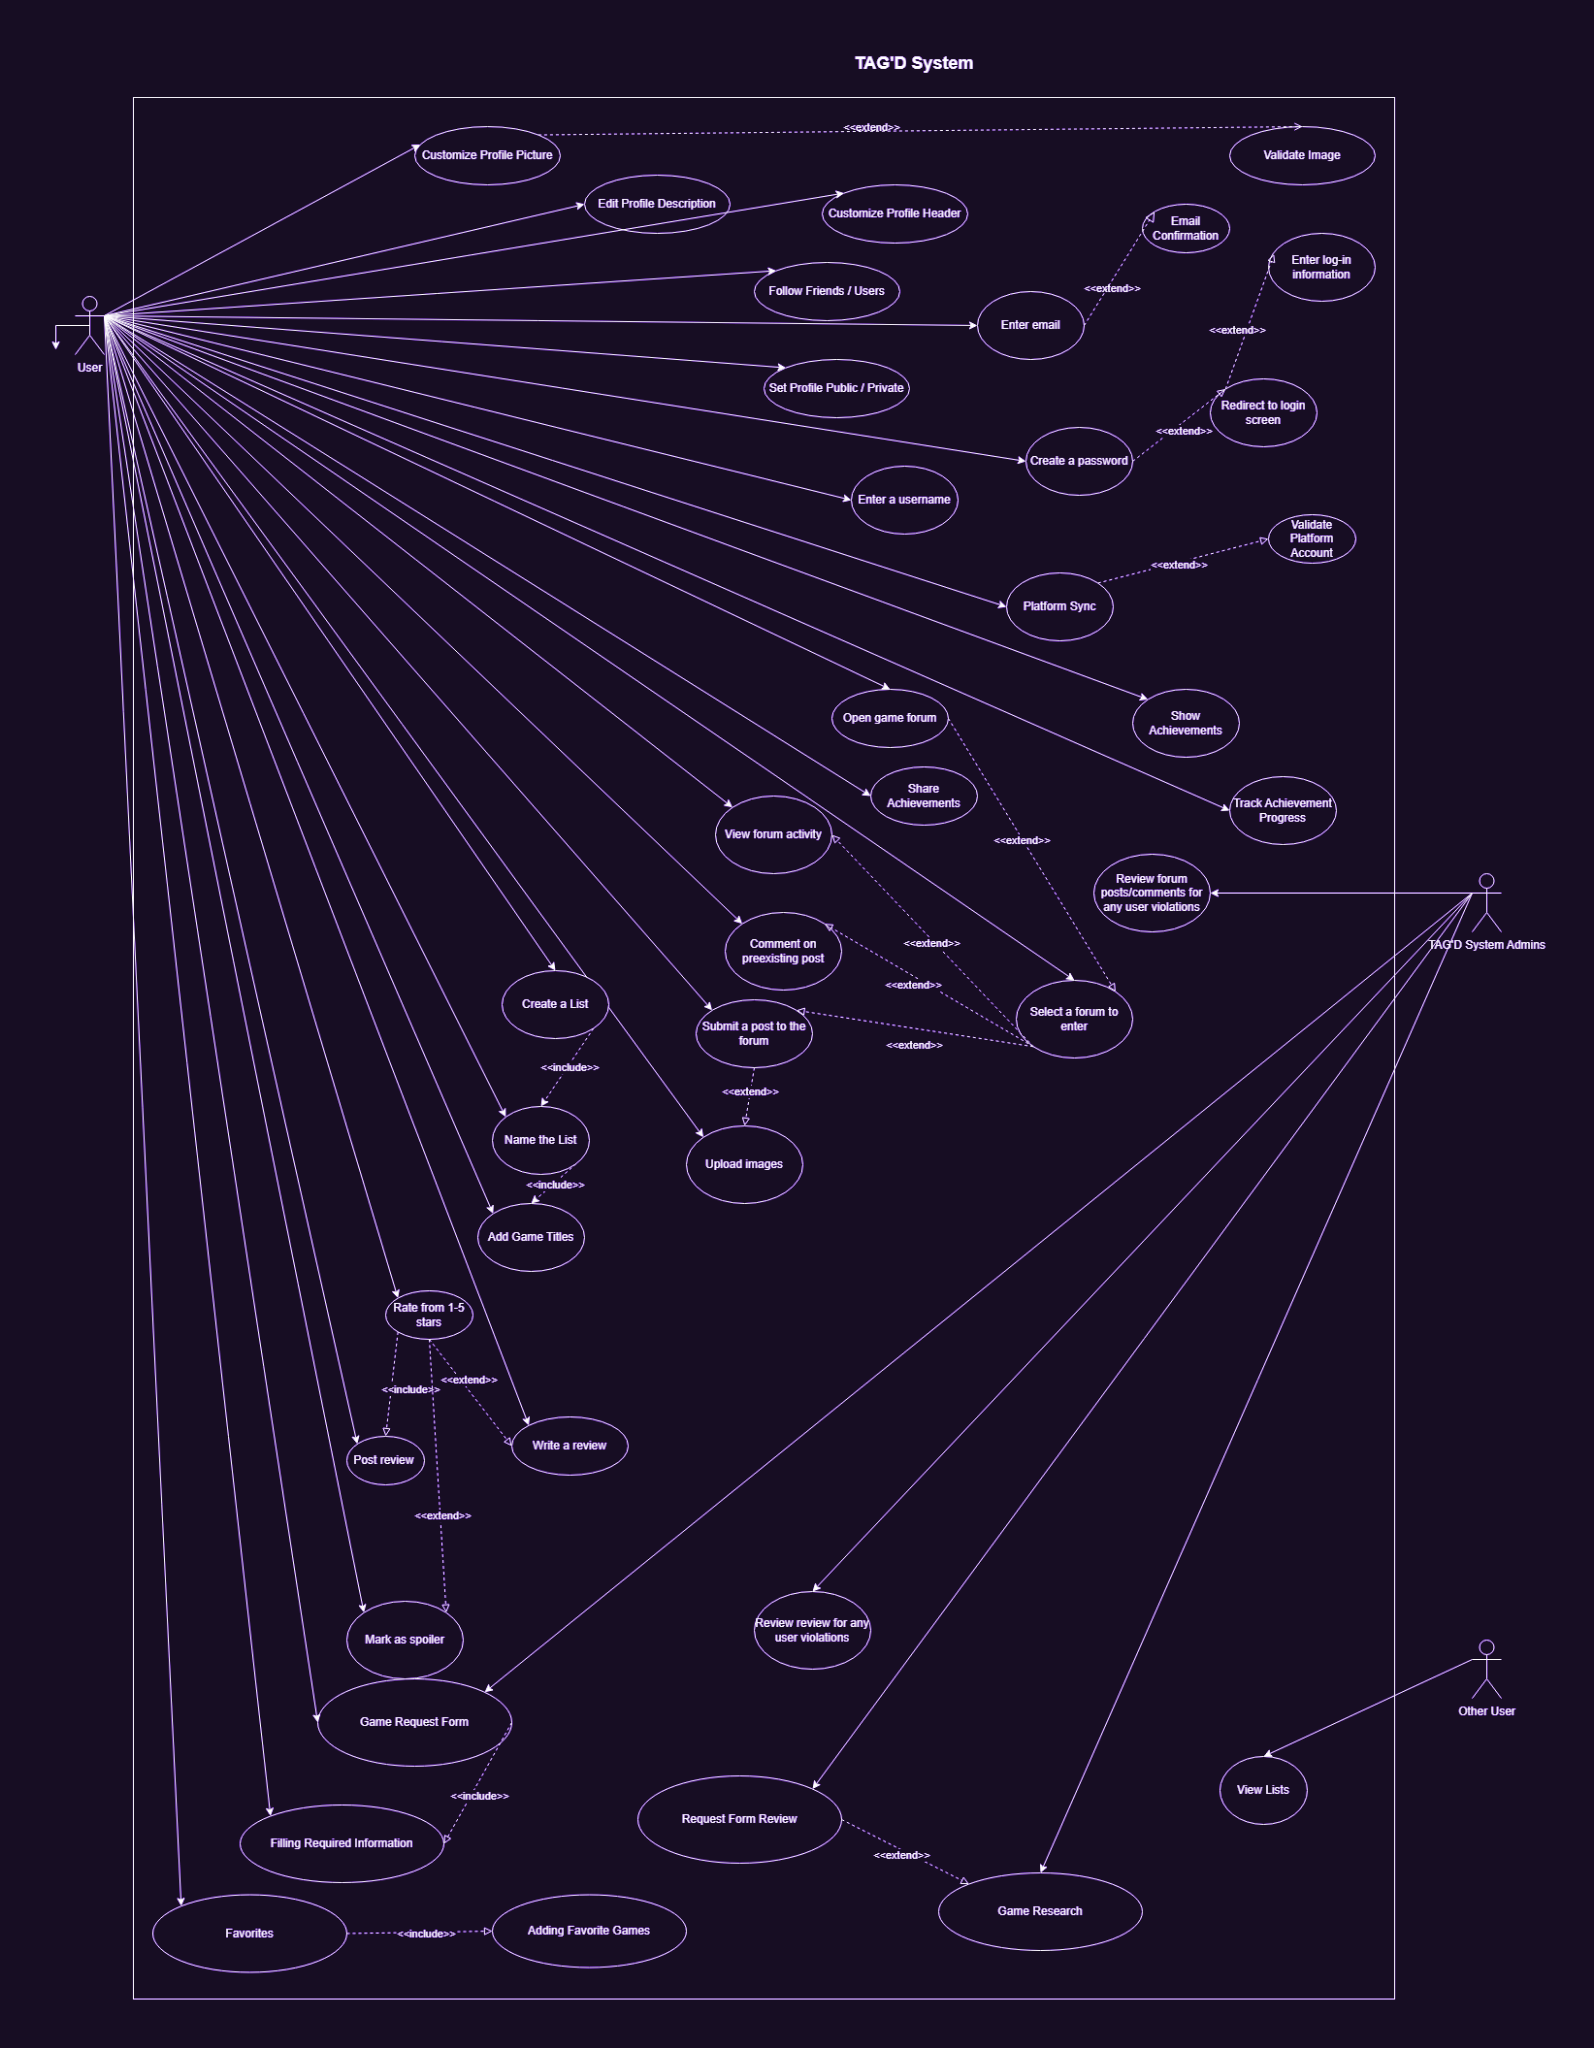 TAG'D System
<<extend>>
Customize Profile Picture
Validate Image
Edit Profile Description
Customize Profile Header
Email
Confirmation
Enter log-in
information
<<extend>>
Follow Friends / Users
Enter email
<<extend>>
User
Set Profile Public / Private
Redirect to login
screen
<<extend>>
Create a password
Enter a username
Validate
Platform
Account
<<extend>>
Platform Sync
Open game forum
Show
Achievements
Share
Achievements
Track Achievement
Progress
View forum activity
<<extend>>
Review forum
posts/comments for
any user violations
TAG'D System Admins
<<extend>>
Comment on
preexisting post
<<extend>>
Create a List
Select a forum to
enter
Submit a post to the
forum
<<extend>>
<<include>>
<<extend>>
Name the List
Upload images
<<include>>
Add Game Titles
Rate from 1-5
stars
<<extend>>
<<include>>
Write a review
Post review
<<extend>>
Mark as spoiler
Review review for any
user violations
Other User
Game Request Form
View Lists
<<include>>
Request Form Review
Filling Required Information
<<extend>>
Game Research
Favorites
<<include>>
Adding Favorite Games